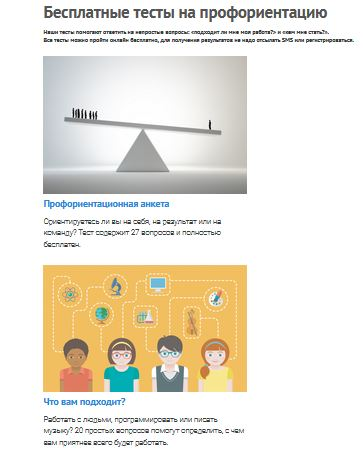 Бесплатные тесты на профориентацию
Наши тесты помогают ответить на непростые вопросы: «подходит ли мне моя работа?» и «кем мне стать?».
Все тесты можно пройти онлайн бесплатно, для получения результатов не надо отсылать SMS или регистрироваться.
Профориентационная анкета
Ориентируетесь ли вы на себя, на результат или на
команду? Тест содержит 27 вопросов и полностью
бесплатен.
Что вам подходит?
Работать с людьми, программировать или писать
музыку? 20 простых вопросов помогут определить, с чем
вам приятнее всего будет работать.